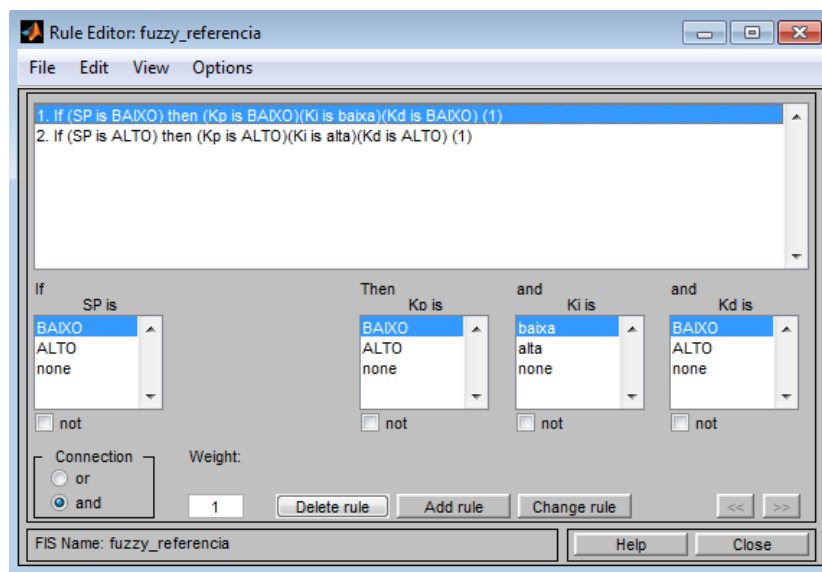 Rule Editor: fuzzy_referencia
File Edit View Options
1. If (SP is BAIXO) then (Kp is BAIXO)(Ki is baixa)(Kd is BAIXO) (1)
2. If (SP is ALTO) then (Kp is ALTO)(Ki is alta)(Kd is ALTO) (1)
If Then and and
SP is Kp is Ki is Kd is
BAIXO BAIXO baixa BAIXO
ALTO ALTO alta ALTO
none none none none
not not not not
Connection Weight:
or
and 1 Delete rule Add rule Change rule << >>
FIS Name: fuzzy_referencia Help Close